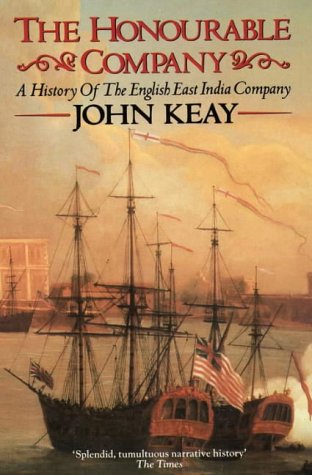 THE HONOURABLE
COMPANY
A History Of The English East India Company
JOHN KEAY
‘Splendid, tumultuous narrative history’
The Times